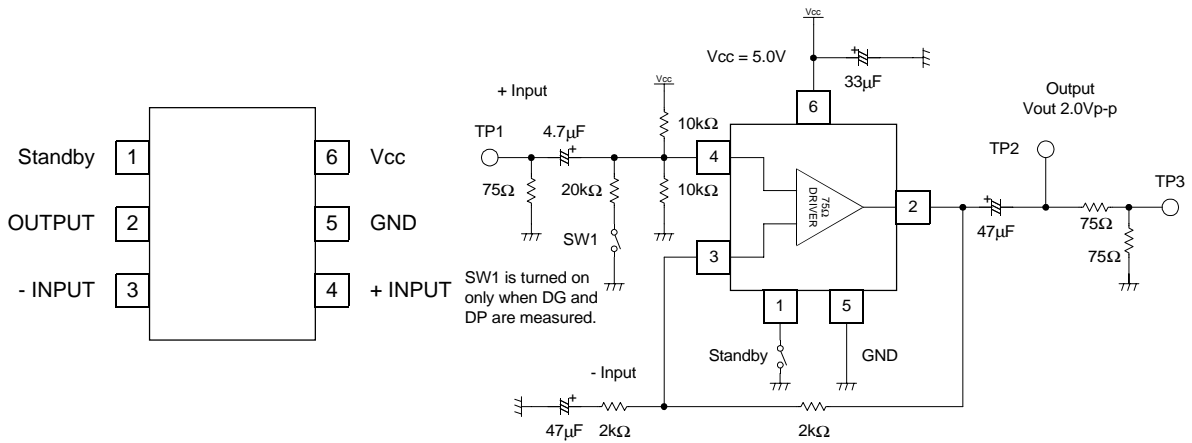 Standby 1
6 Vcc
OUTPUT 2
5 GND
- INPUT 3
4 + INPUT
Vcc
Vcc = 5.0V
33µF
6
+ Input
Vcc
TP1
4.7µF
10kΩ
4
75Ω
20kΩ
10kΩ
SW1
3
SW1 is turned on
only when DG and
DP are measured.
75Ω
DRIVER
2
Output
Vout 2.0Vp-p
TP2
TP3
47µF
75Ω
75Ω
1
5
Standby
GND
- Input
47µF
2kΩ
2kΩ